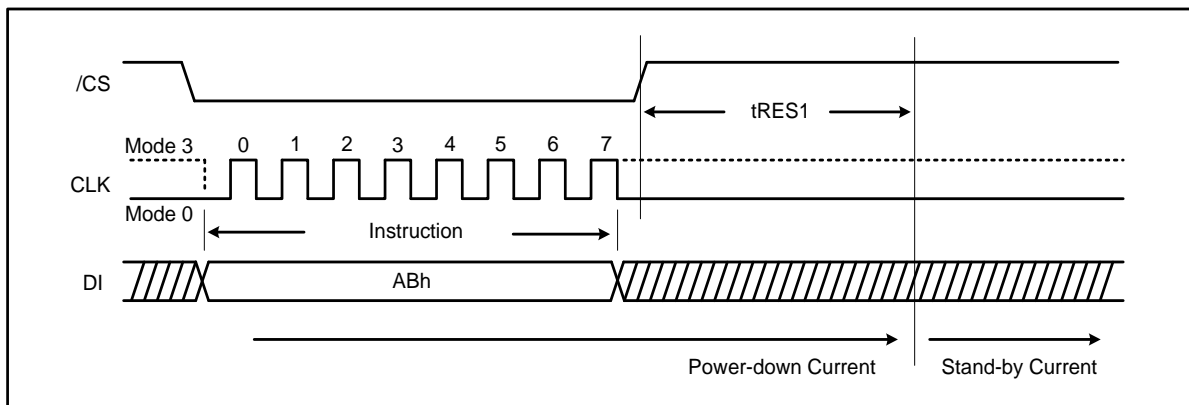 /CS
tRES1
Mode 3
0 1 2 3 4 5 6 7
CLK
Mode 0
Instruction
DI
ABh
Power-down Current
Stand-by Current